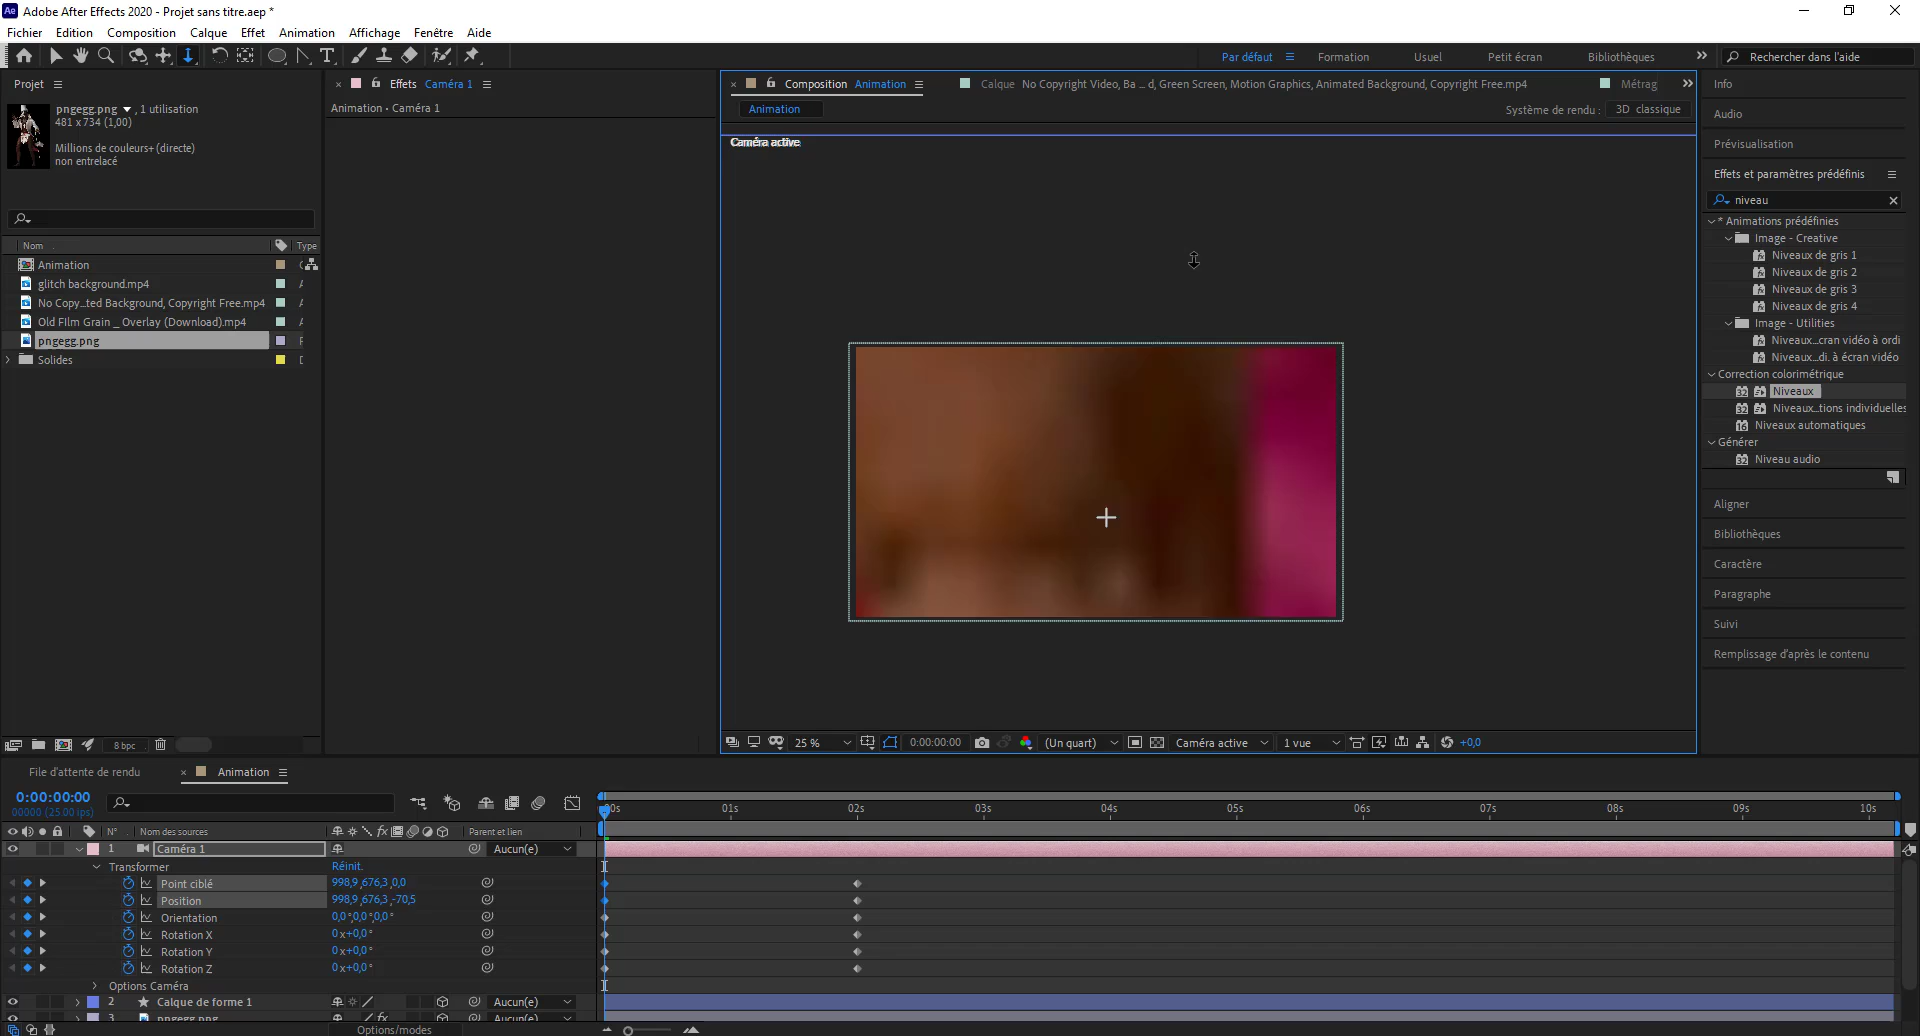 Adobe After Effects 2020 - Projet sans titre.aep *
Fichier Edition Composition Calque Effet Animation Affichage Fenêtre Aide
Par défaut Formation Usuel Petit écran Bibliothèques Rechercher dans l'aide
Projet
pngegg.png , 1 utilisation
481 x 734 (1,00)
Millions de couleurs+ (directe)
non entrelacé
Nom Type
Animation
glitch background.mp4
No Copy...ted Background, Copyright Free.mp4
Old FIlm Grain _ Overlay (Download).mp4
pngegg.png
Solides
8 bpc
Effets Caméra 1
Animation • Caméra 1
Composition Animation
Calque No Copyright Video, Ba ... d, Green Screen, Motion Graphics, Animated Background, Copyright Free.mp4
Métrag
Animation
Système de rendu : 3D classique
Caméra active
25 % 0:00:00:00 (Un quart) Caméra active 1 vue +0,0
Info
Audio
Prévisualisation
Effets et paramètres prédéfinis
niveau
* Animations prédéfinies
Image - Creative
Niveaux de gris 1
Niveaux de gris 2
Niveaux de gris 3
Niveaux de gris 4
Image - Utilities
Niveaux...cran vidéo à ordi
Niveaux...di. à écran vidéo
Correction colorimétrique
Niveaux
Niveaux...tions individuelles
Niveaux automatiques
Générer
Niveau audio
Aligner
Bibliothèques
Caractère
Paragraphe
Suivi
Remplissage d'après le contenu
File d'attente de rendu Animation
0:00:00:00
00000 (25.00 ips)
00s 01s 02s 03s 04s 05s 06s 07s 08s 09s 10s
N° Nom des sources Parent et lien
1 Caméra 1 Aucun(e)
Transformer Réinit.
Point ciblé 998,9 ,676,3 ,0,0
Position 998,9 ,676,3 ,-70,5
Orientation 0,0 °,0,0 °,0,0 °
Rotation X 0 x+0,0 °
Rotation Y 0 x+0,0 °
Rotation Z 0 x+0,0 °
Options Caméra
2 Calque de forme 1 Aucun(e)
3 pngegg.png Aucun(e)
Options/modes